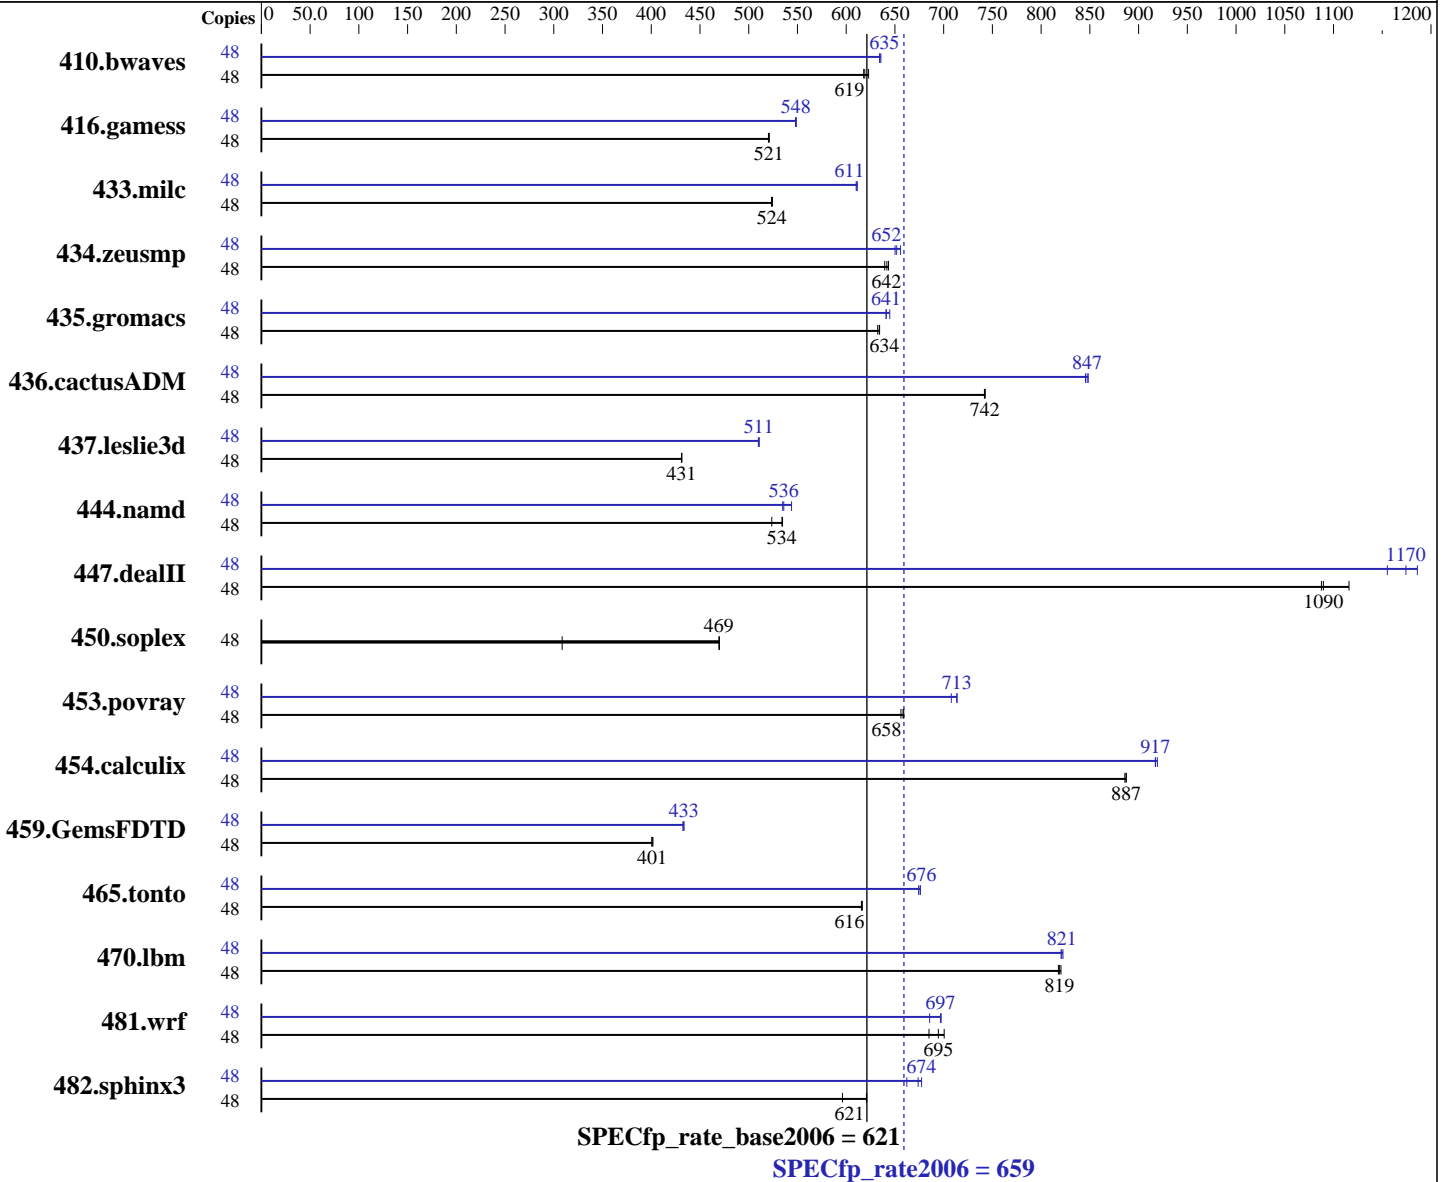 Copies 0 50.0 100 150 200 250 300 350 400 450 500 550 600 650 700 750 800 850 900 950 1000 1050 1100 1200
410.bwaves 48 635
48 619
416.gamess 48 548
48 521
433.milc 48 611
48 524
434.zeusmp 48 652
48 642
435.gromacs 48 641
48 634
436.cactusADM 48 847
48 742
437.leslie3d 48 511
48 431
444.namd 48 536
48 534
447.dealII 48 1170
48 1090
450.soplex 48 469
453.povray 48 713
48 658
454.calculix 48 917
48 887
459.GemsFDTD 48 433
48 401
465.tonto 48 676
48 616
470.lbm 48 821
48 819
481.wrf 48 697
48 695
482.sphinx3 48 674
48 621
SPECfp_rate_base2006 = 621
SPECfp_rate2006 = 659